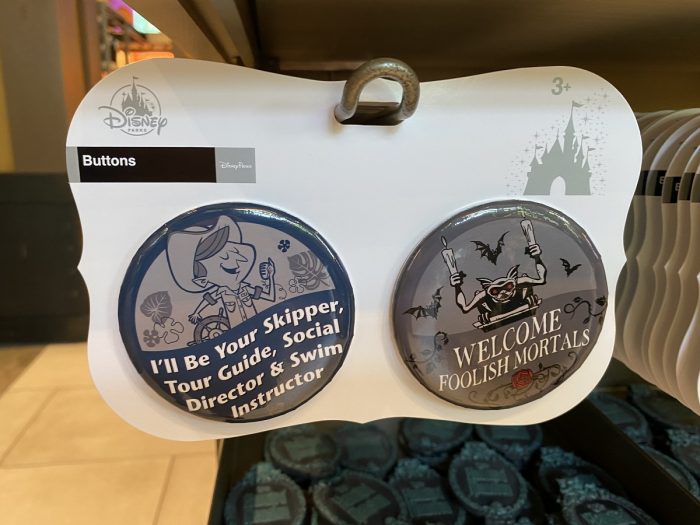 Disney
PARKS
3+
Buttons
Disney Parks
I'll Be Your Skipper,
Tour Guide, Social
Director & Swim
Instructor
WELCOME
FOOLISH MORTALS